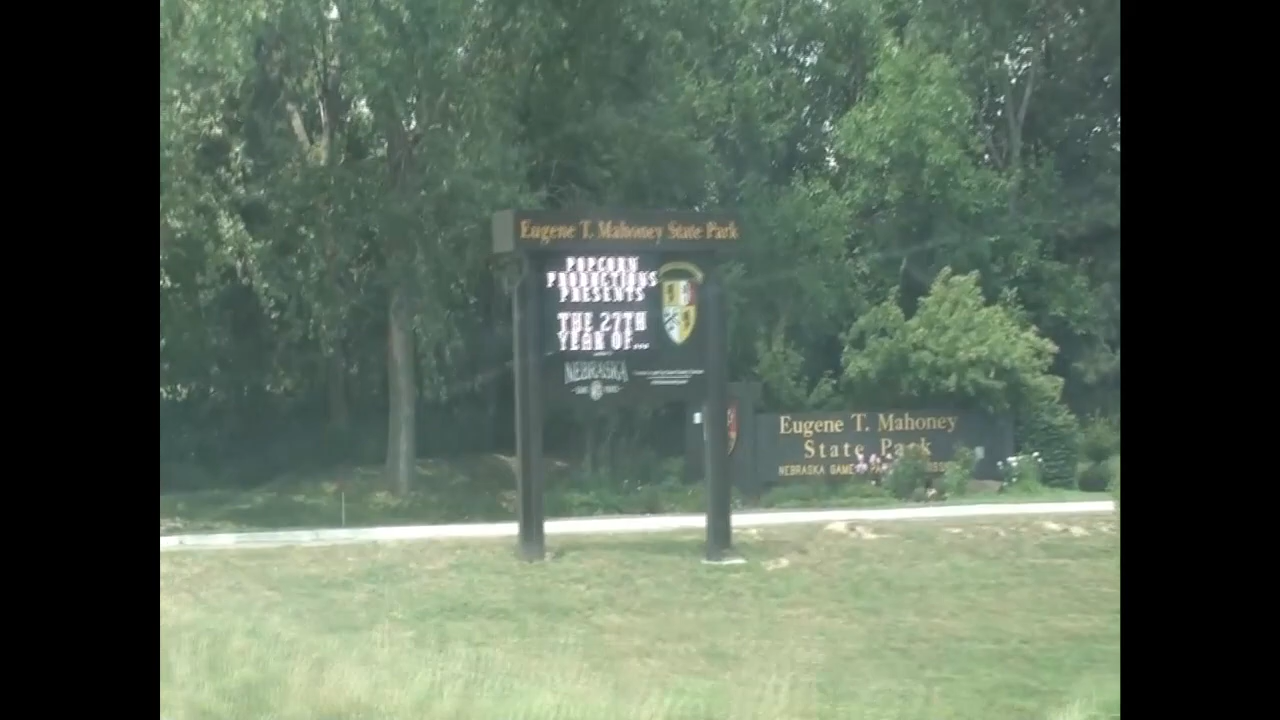 Eugene T. Mahoney State Park
POPCORN
PRODUCTIONS
PRESENTS
THE 27TH
YEAR OF...
NEBRASKA
Eugene T. Mahoney
State Park
NEBRASKA GAME